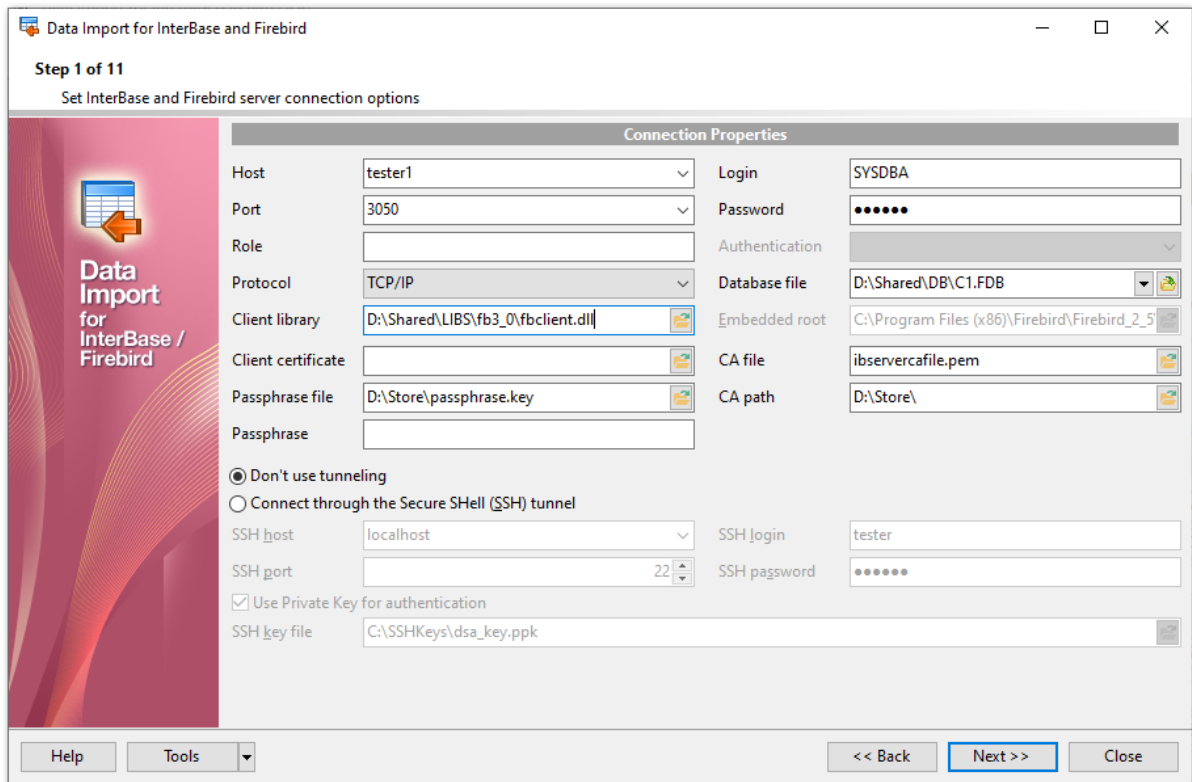 Data Import for InterBase and Firebird
Step 1 of 11
Set InterBase and Firebird server connection options
Data
Import
for
InterBase /
Firebird
Connection Properties
Host tester1 Login SYSDBA
Port 3050 Password ●●●●●●
Role Authentication
Protocol TCP/IP Database file D:\Shared\DB\C1.FDB
Client library D:\Shared\LIBS\fb3_0\fbclient.dll Embedded root C:\Program Files (x86)\Firebird\Firebird_2_5
Client certificate CA file ibservercafile.pem
Passphrase file D:\Store\passphrase.key CA path D:\Store\
Passphrase
Don't use tunneling
Connect through the Secure SHell (SSH) tunnel
SSH host localhost SSH login tester
SSH port 22 SSH password ●●●●●●
Use Private Key for authentication
SSH key file C:\SSHKeys\dsa_key.ppk
Help Tools << Back Next >> Close